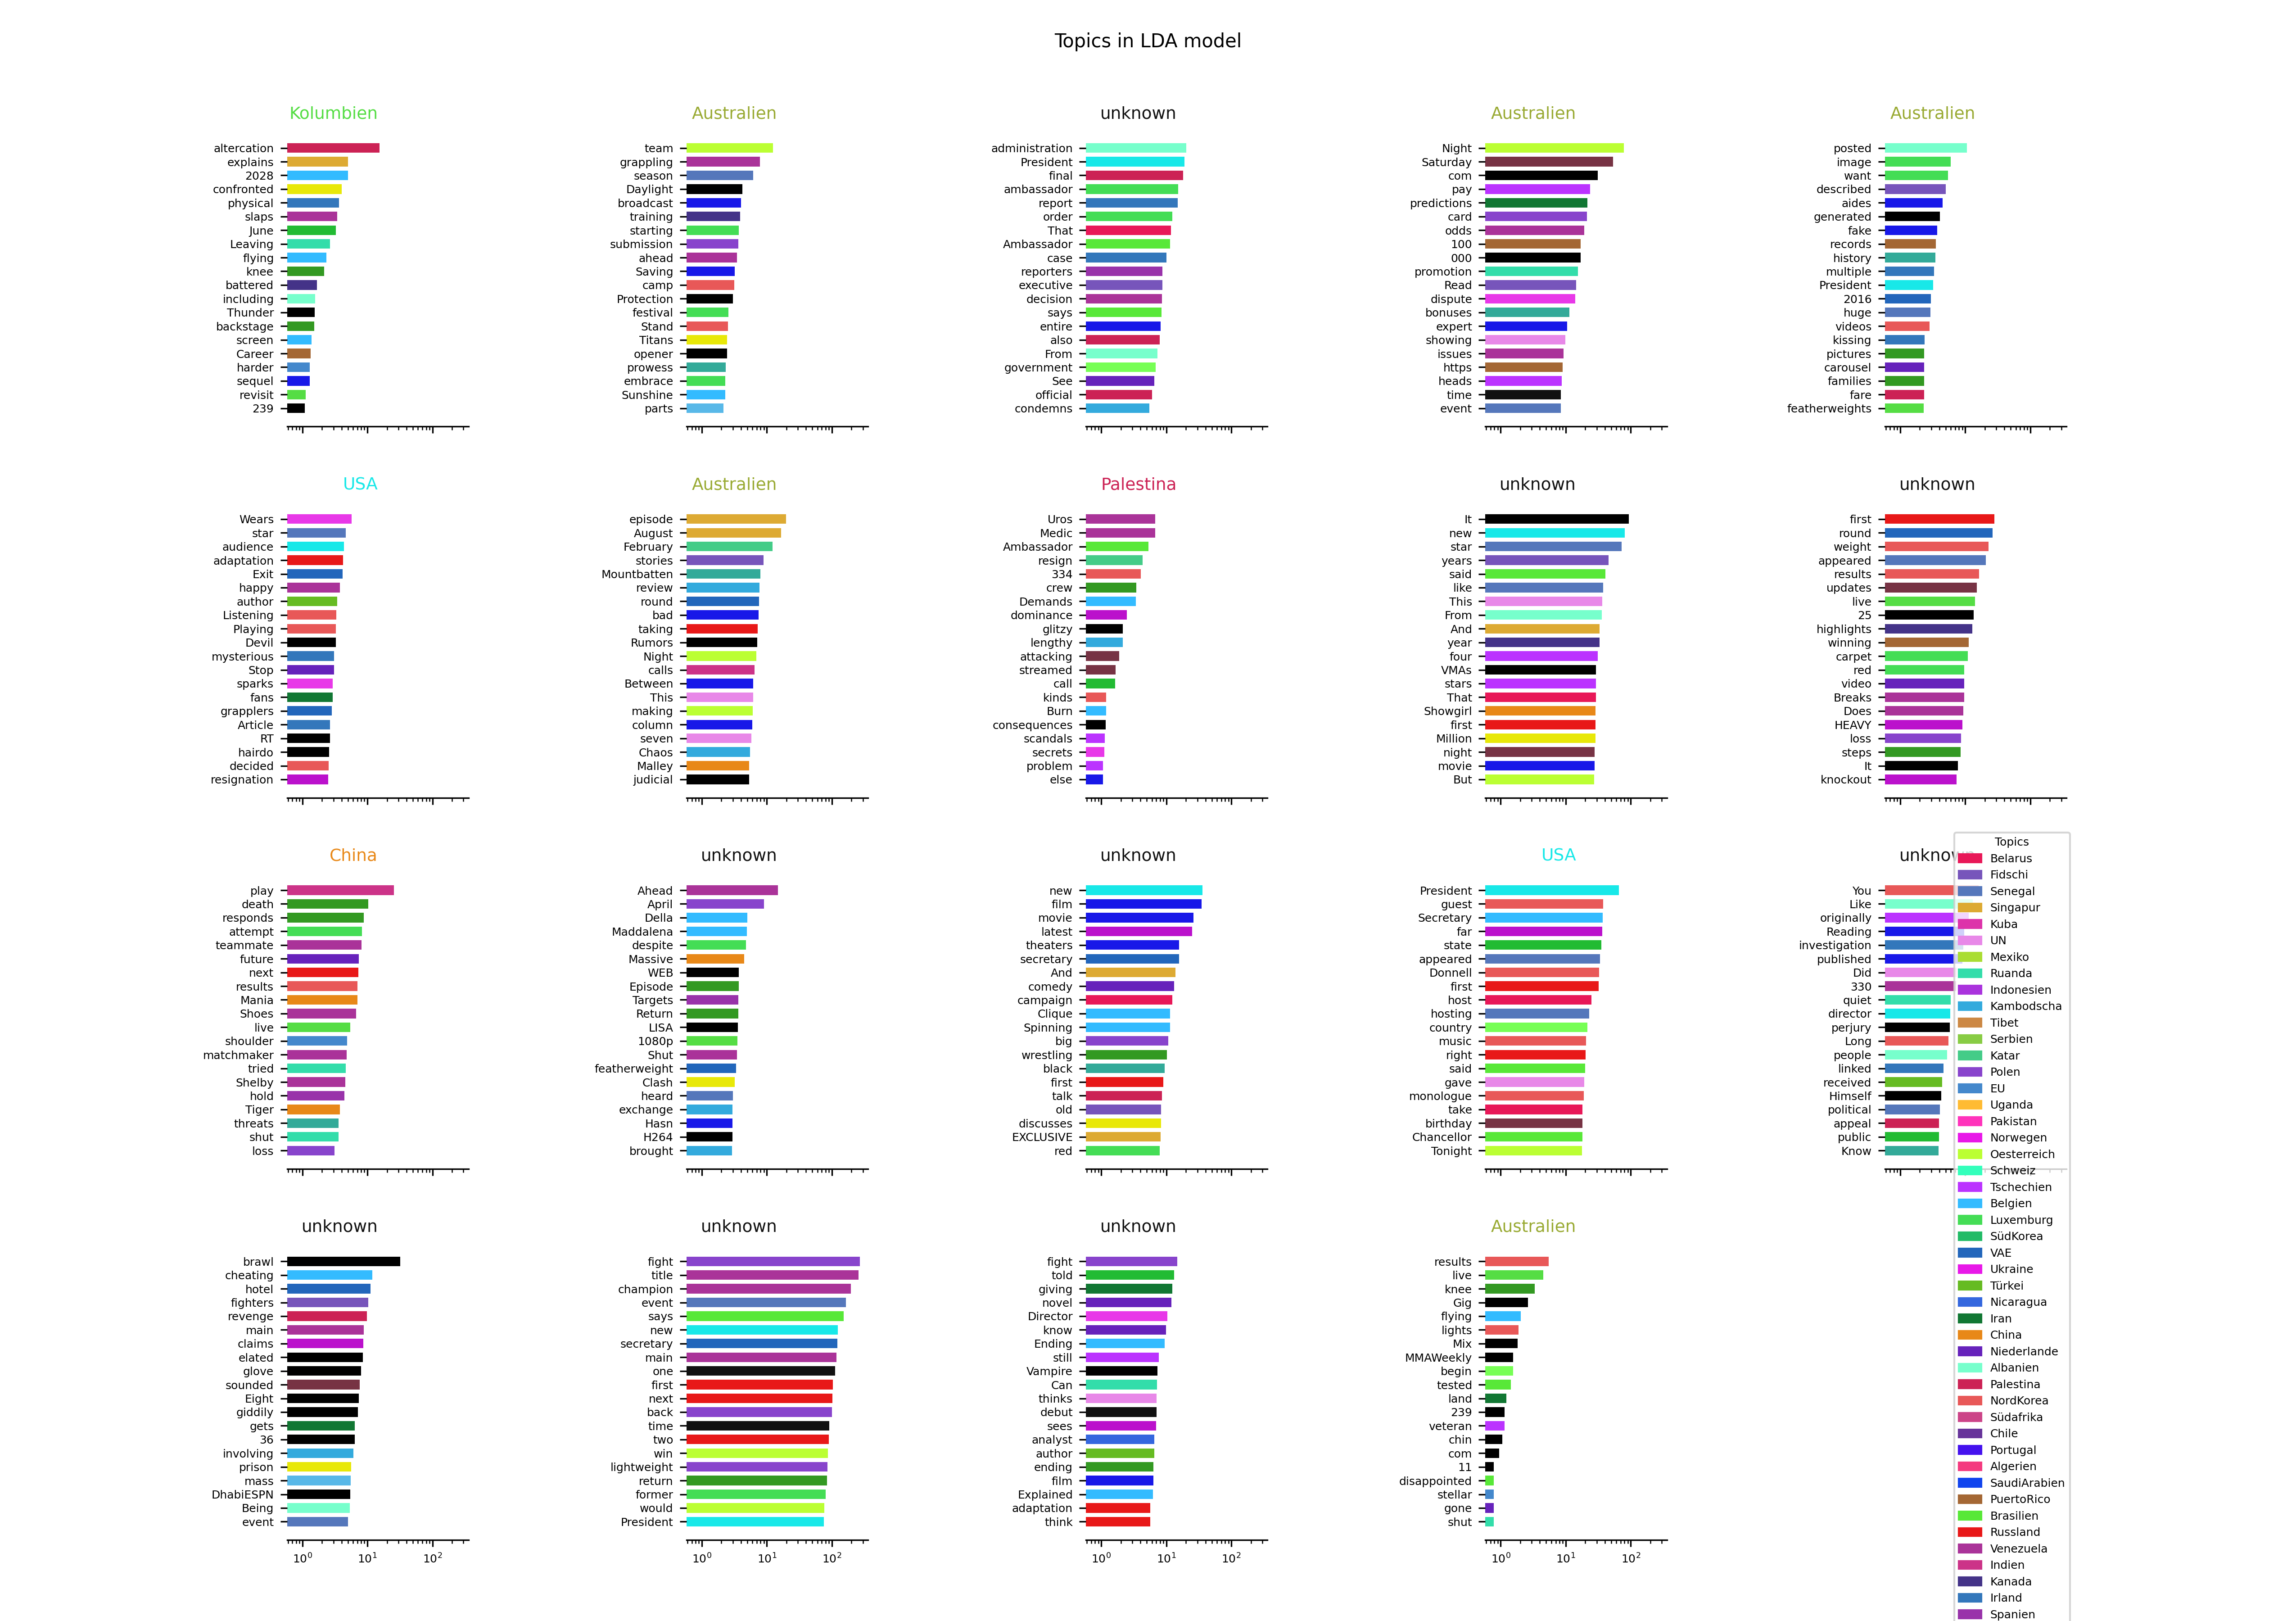 Topics in LDA model
Kolumbien
altercation
explains
2028
confronted
physical
slaps
June
Leaving
flying
knee
battered
including
Thunder
backstage
screen
Career
harder
sequel
revisit
239
Australien
team
grappling
season
Daylight
broadcast
training
starting
submission
ahead
Saving
camp
Protection
festival
Stand
Titans
opener
prowess
embrace
Sunshine
parts
unknown
administration
President
final
ambassador
report
order
That
Ambassador
case
reporters
executive
decision
says
entire
also
From
government
See
official
condemns
Australien
Night
Saturday
com
pay
predictions
card
odds
100
000
promotion
Read
dispute
bonuses
expert
showing
issues
https
heads
time
event
Australien
posted
image
want
described
aides
generated
fake
records
history
multiple
President
2016
huge
videos
kissing
pictures
carousel
families
fare
featherweights
USA
Wears
star
audience
adaptation
Exit
happy
author
Listening
Playing
Devil
mysterious
Stop
sparks
fans
grapplers
Article
RT
hairdo
decided
resignation
Australien
episode
August
February
stories
Mountbatten
review
round
bad
taking
Rumors
Night
calls
Between
This
making
column
seven
Chaos
Malley
judicial
Palestina
Uros
Medic
Ambassador
resign
334
crew
Demands
dominance
glitzy
lengthy
attacking
streamed
call
kinds
Burn
consequences
scandals
secrets
problem
else
unknown
It
new
star
years
said
like
This
From
And
year
four
VMAs
stars
That
Showgirl
first
Million
night
movie
But
unknown
first
round
weight
appeared
results
updates
live
25
highlights
winning
carpet
red
video
Breaks
Does
HEAVY
loss
steps
It
knockout
China
play
death
responds
attempt
teammate
future
next
results
Mania
Shoes
live
shoulder
matchmaker
tried
Shelby
hold
Tiger
threats
shut
loss
unknown
Ahead
April
Della
Maddalena
despite
Massive
WEB
Episode
Targets
Return
LISA
1080p
Shut
featherweight
Clash
heard
exchange
Hasn
H264
brought
unknown
new
film
movie
latest
theaters
secretary
And
comedy
campaign
Clique
Spinning
big
wrestling
black
first
talk
old
discusses
EXCLUSIVE
red
USA
President
guest
Secretary
far
state
appeared
Donnell
first
host
hosting
country
music
right
said
gave
monologue
take
birthday
Chancellor
Tonight
unknown
You
Like
originally
Reading
investigation
published
Did
330
quiet
director
perjury
Long
people
linked
received
Himself
political
appeal
public
Know
unknown
brawl
cheating
hotel
fighters
revenge
main
claims
elated
glove
sounded
Eight
giddily
gets
36
involving
prison
mass
DhabiESPN
Being
event
10⁰ 10¹ 10²
unknown
fight
title
champion
event
says
new
secretary
main
one
first
next
back
time
two
win
lightweight
return
former
would
President
10⁰ 10¹ 10²
unknown
fight
told
giving
novel
Director
know
Ending
still
Vampire
Can
thinks
debut
sees
analyst
author
ending
film
Explained
adaptation
think
10⁰ 10¹ 10²
Australien
results
live
knee
Gig
flying
lights
Mix
MMAWeekly
begin
tested
land
239
veteran
chin
com
11
disappointed
stellar
gone
shut
10⁰ 10¹ 10²
Topics
Belarus
Fidschi
Senegal
Singapur
Kuba
UN
Mexiko
Ruanda
Indonesien
Kambodscha
Tibet
Serbien
Katar
Polen
EU
Uganda
Pakistan
Norwegen
Oesterreich
Schweiz
Tschechien
Belgien
Luxemburg
SüdKorea
VAE
Ukraine
Türkei
Nicaragua
Iran
China
Niederlande
Albanien
Palestina
NordKorea
Südafrika
Chile
Portugal
Algerien
SaudiArabien
PuertoRico
Brasilien
Russland
Venezuela
Indien
Kanada
Irland
Spanien